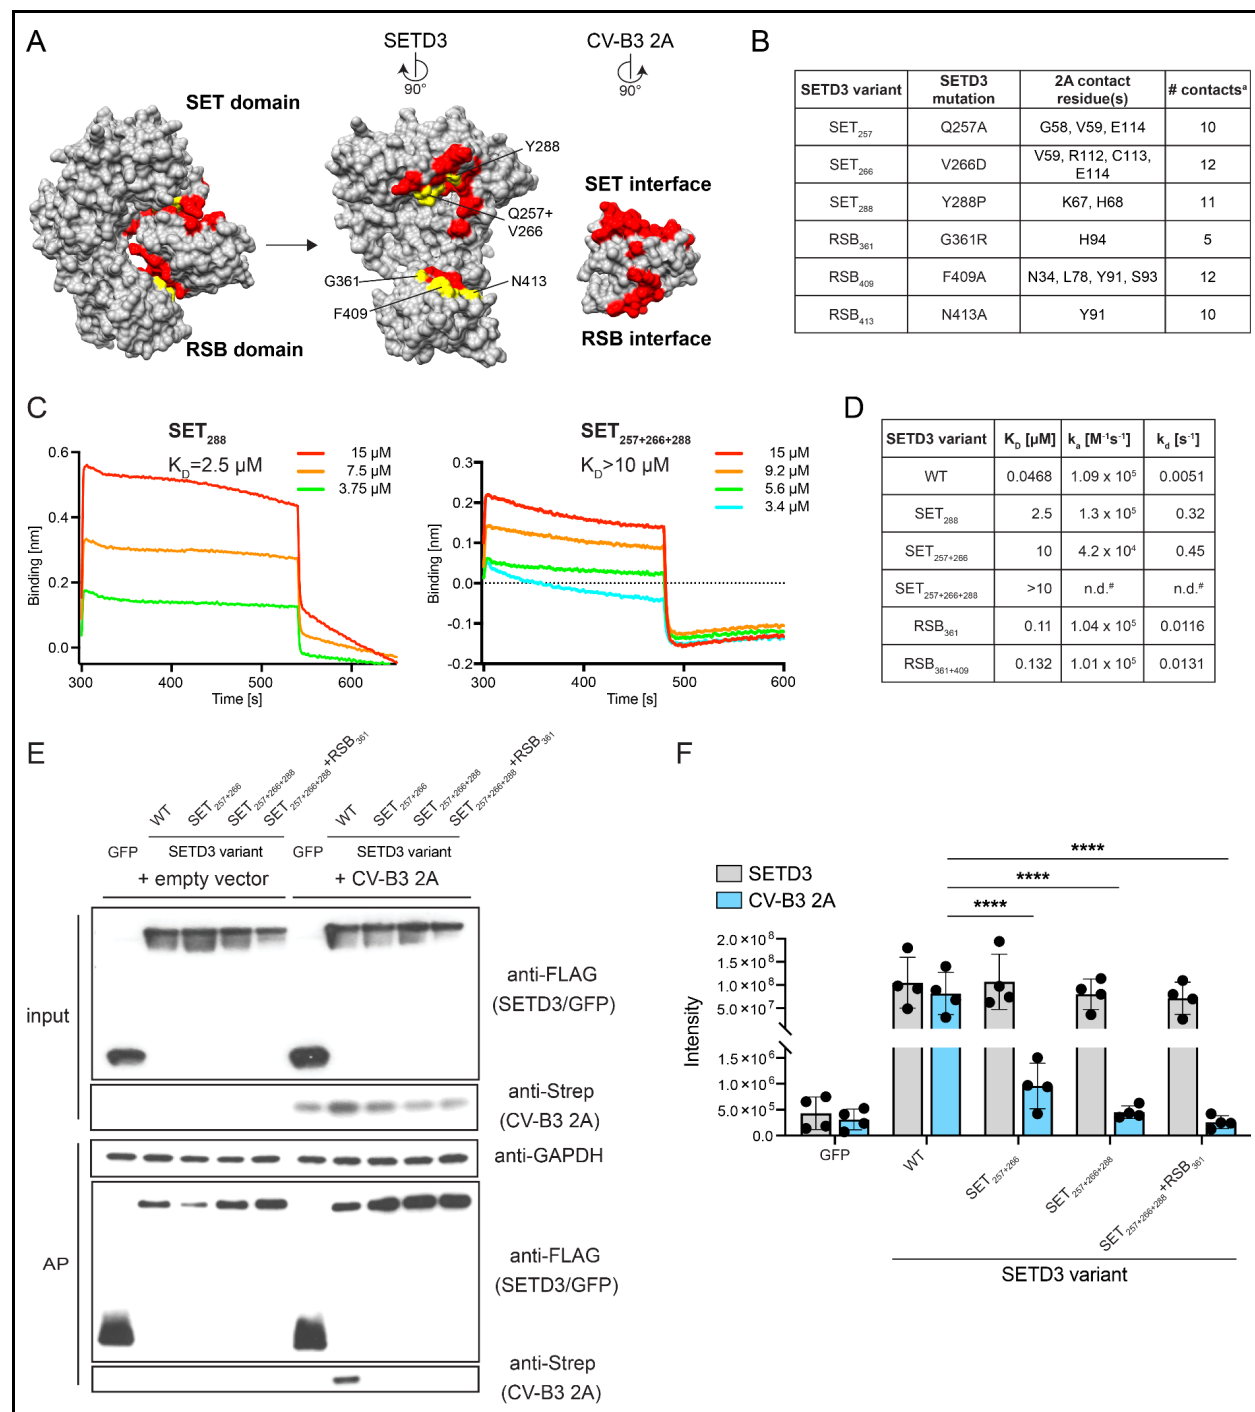 A
SETD3
90°
CV-B3 2A
90°
SET domain
Y288
Q257+
V266
G361
F409
N413
RSB domain
SET interface
RSB interface
B
SETD3 variant	SETD3 mutation	2A contact residue(s)	# contactsᵃ
SET₂₅₇	Q257A	G58, V59, E114	10
SET₂₆₆	V266D	V59, R112, C113, E114	12
SET₂₈₈	Y288P	K67, H68	11
RSB₃₆₁	G361R	H94	5
RSB₄₀₉	F409A	N34, L78, Y91, S93	12
RSB₄₁₃	N413A	Y91	10
C
SET₂₈₈
K_D=2.5 µM
15 µM
7.5 µM
3.75 µM
Binding [nm]
0.6
0.4
0.2
0.0
300 400 500 600
Time [s]
SET₂₅₇₊₂₆₆₊₂₈₈
K_D>10 µM
15 µM
9.2 µM
5.6 µM
3.4 µM
Binding [nm]
0.3
0.2
0.1
0.0
-0.1
-0.2
300 400 500 600
Time [s]
D
SETD3 variant	K_D [µM]	kₐ [M⁻¹s⁻¹]	k_d [s⁻¹]
WT	0.0468	1.09 x 10⁵	0.0051
SET₂₈₈	2.5	1.3 x 10⁵	0.32
SET₂₅₇₊₂₆₆	10	4.2 x 10⁴	0.45
SET₂₅₇₊₂₆₆₊₂₈₈	>10	n.d.#	n.d.#
RSB₃₆₁	0.11	1.04 x 10⁵	0.0116
RSB₃₆₁₊₄₀₉	0.132	1.01 x 10⁵	0.0131
E
WT
SET₂₅₇₊₂₆₆
SET₂₅₇₊₂₆₆₊₂₈₈
SET₂₅₇₊₂₆₆₊₂₈₈+RSB₃₆₁
WT
SET₂₅₇₊₂₆₆
SET₂₅₇₊₂₆₆₊₂₈₈
SET₂₅₇₊₂₆₆₊₂₈₈+RSB₃₆₁
GFP SETD3 variant GFP SETD3 variant
+ empty vector + CV-B3 2A
input
anti-FLAG
(SETD3/GFP)
anti-Strep
(CV-B3 2A)
anti-GAPDH
AP
anti-FLAG
(SETD3/GFP)
anti-Strep
(CV-B3 2A)
F
SETD3
CV-B3 2A
****
****
****
Intensity
2.0×10⁸
1.5×10⁸
1.0×10⁸
5.0×10⁷
1.5×10⁶
1.0×10⁶
5.0×10⁵
0.0
GFP
WT
SET₂₅₇₊₂₆₆
SET₂₅₇₊₂₆₆₊₂₈₈
SET₂₅₇₊₂₆₆₊₂₈₈+RSB₃₆₁
SETD3 variant